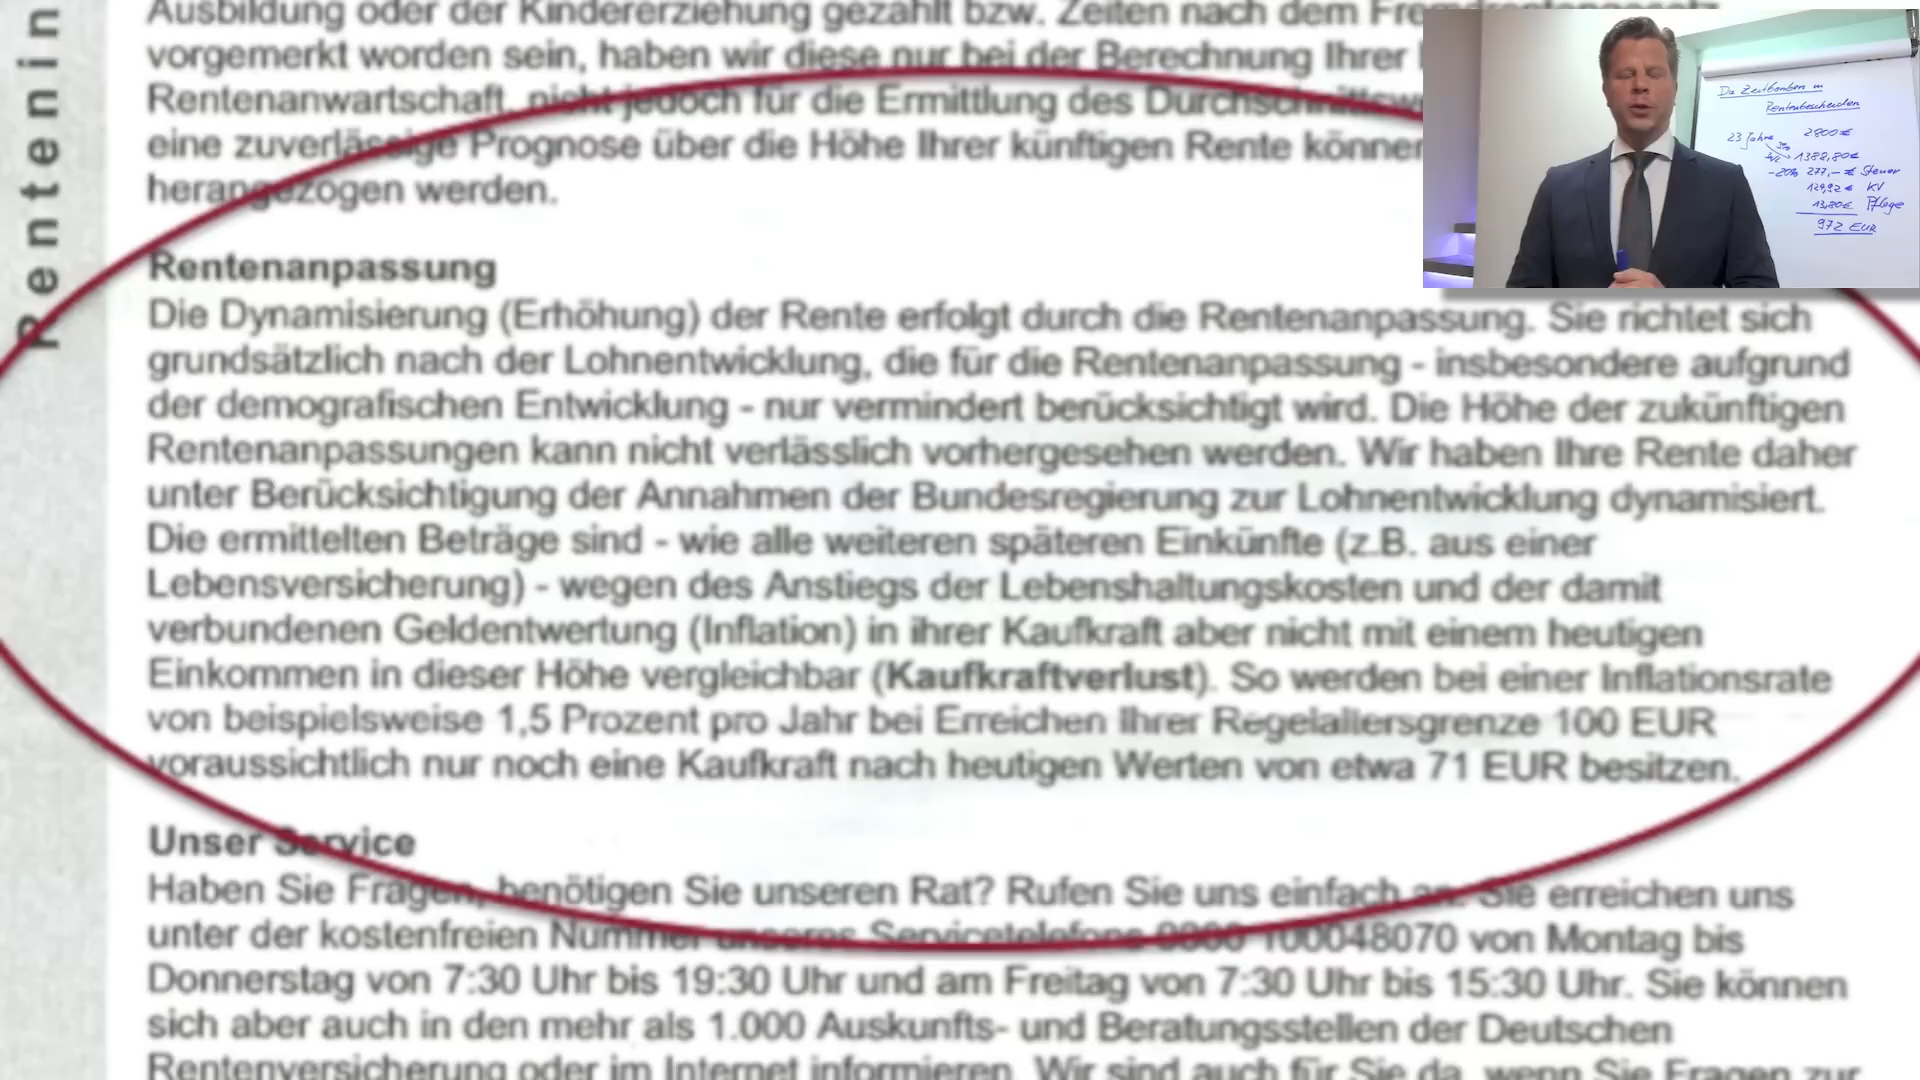 Rentenin
Ausbildung oder der Kindererziehung gezahlt bzw. Zeiten nach dem
vorgemerkt worden sein, haben wir diese nur bei der Berechnung Ihrer
Rentenanwartschaft, nicht jedoch für die Ermittlung des
eine zuverlässige Prognose über die Höhe Ihrer künftigen Rente
herangezogen werden.
Rentenanpassung
Die Dynamisierung (Erhöhung) der Rente erfolgt durch die Rentenanpassung. Sie richtet sich
grundsätzlich nach der Lohnentwicklung, die für die Rentenanpassung - insbesondere aufgrund
der demografischen Entwicklung - nur vermindert berücksichtigt wird. Die Höhe der zukünftigen
Rentenanpassungen kann nicht verlässlich vorhergesehen werden. Wir haben Ihre Rente daher
unter Berücksichtigung der Annahmen der Bundesregierung zur Lohnentwicklung dynamisiert.
Die ermittelten Beträge sind - wie alle weiteren späteren Einkünfte (z.B. aus einer
Lebensversicherung) - wegen des Anstiegs der Lebenshaltungskosten und der damit
verbundenen Geldentwertung (Inflation) in ihrer Kaufkraft aber nicht mit einem heutigen
Einkommen in dieser Höhe vergleichbar (Kaufkraftverlust). So werden bei einer Inflationsrate
von beispielsweise 1,5 Prozent pro Jahr bei Erreichen Ihrer Regelaltersgrenze 100 EUR
voraussichtlich nur noch eine Kaufkraft nach heutigen Werten von etwa 71 EUR besitzen.
Unser Service
Haben Sie Fragen, benötigen Sie unseren Rat? Rufen Sie uns einfach an. Sie erreichen uns
unter der kostenfreien Nummer unseres Servicetelefons 0800 100048070 von Montag bis
Donnerstag von 7:30 Uhr bis 19:30 Uhr und am Freitag von 7:30 Uhr bis 15:30 Uhr. Sie können
sich aber auch in den mehr als 1.000 Auskunfts- und Beratungsstellen der Deutschen
Rentenversicherung oder im Internet informieren. Wir sind auch für Sie da, wenn Sie Fragen zur
Die Zeitbomben in
Rentenbescheiden
23 Jahre 2800 €
1388,80€
-20% 277,- € Steuer
129,92 € KV
13,80€ Pflege
972 EUR